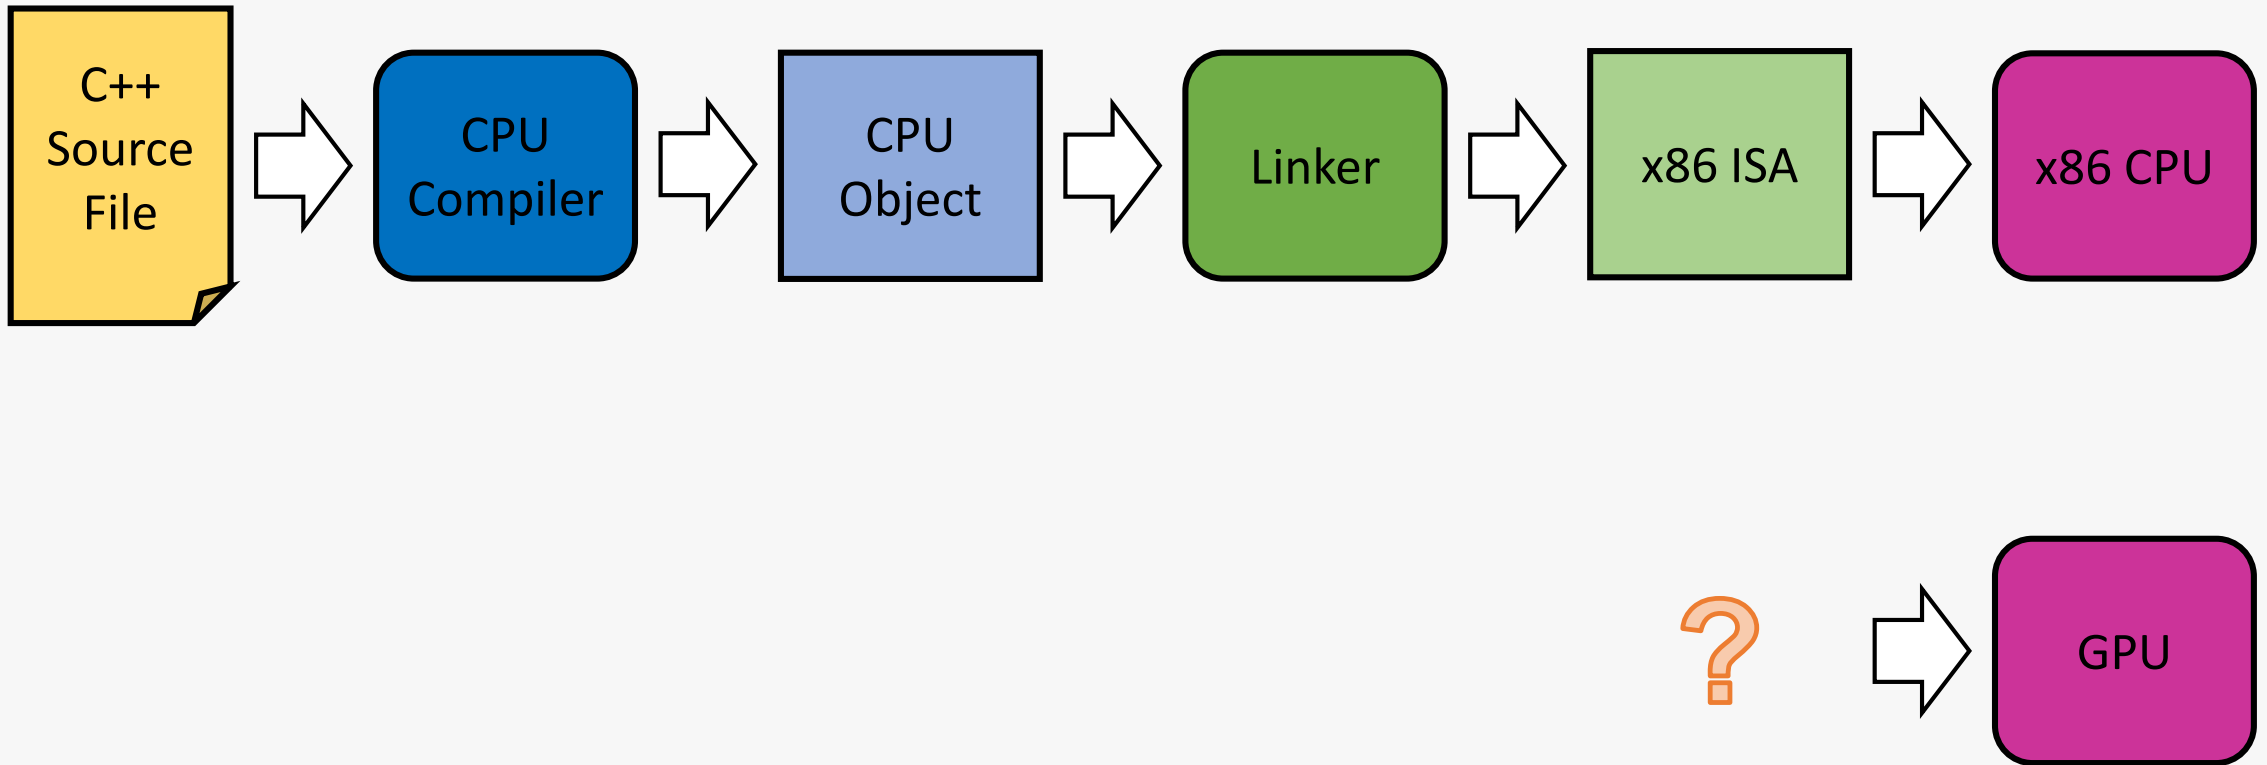 C++
Source
File
CPU
Compiler
CPU
Object
Linker
x86 ISA
x86 CPU
?
GPU